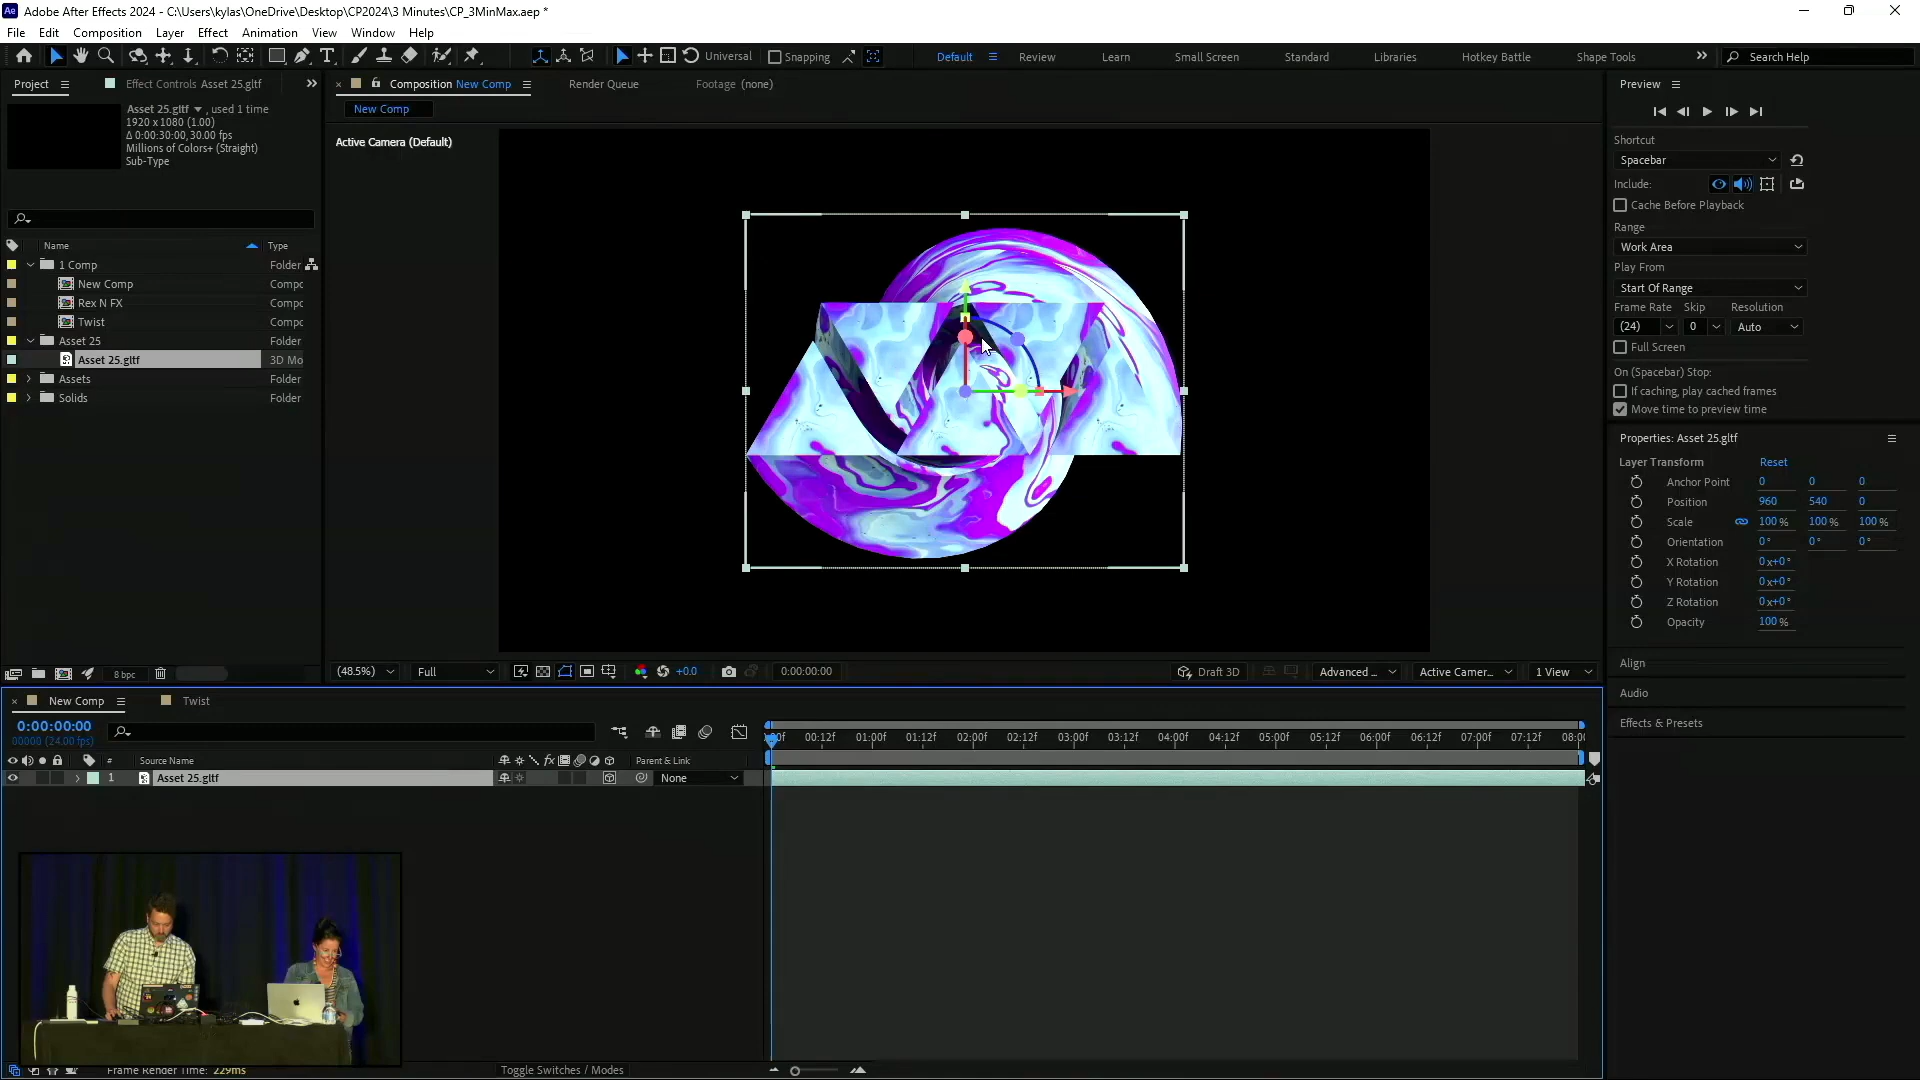 Adobe After Effects 2024 - C:\Users\kylas\OneDrive\Desktop\CP2024\3 Minutes\CP_3MinMax.aep *
File Edit Composition Layer Effect Animation View Window Help
Universal Snapping Default Review Learn Small Screen Standard Libraries Hotkey Battle Shape Tools Search Help
Project Effect Controls Asset 25.gltf
Asset 25.gltf , used 1 time
1920 x 1080 (1.00)
Δ 0:00:30:00, 30.00 fps
Millions of Colors+ (Straight)
Sub-Type
Name Type
1 Comp Folder
New Comp Compc
Rex N FX Compc
Twist Compc
Asset 25 Folder
Asset 25.gltf 3D Mo
Assets Folder
Solids Folder
8 bpc
Composition New Comp Render Queue Footage (none)
New Comp
Active Camera (Default)
(48.5%) Full +0.0 0:00:00:00 Draft 3D Advanced ... Active Camer... 1 View
Preview
Shortcut
Spacebar
Include:
Cache Before Playback
Range
Work Area
Play From
Start Of Range
Frame Rate Skip Resolution
(24) 0 Auto
Full Screen
On (Spacebar) Stop:
If caching, play cached frames
Move time to preview time
Properties: Asset 25.gltf
Layer Transform Reset
Anchor Point 0 0 0
Position 960 540 0
Scale 100 % 100 % 100 %
Orientation 0° 0° 0°
X Rotation 0x+0°
Y Rotation 0x+0°
Z Rotation 0x+0°
Opacity 100 %
Align
Audio
Effects & Presets
New Comp Twist
0:00:00:00
00000 (24.00 fps)
00:12f 01:00f 01:12f 02:00f 02:12f 03:00f 03:12f 04:00f 04:12f 05:00f 05:12f 06:00f 06:12f 07:00f 07:12f 08:0
# Source Name fx Parent & Link
1 Asset 25.gltf None
Frame Render Time: 229ms Toggle Switches / Modes